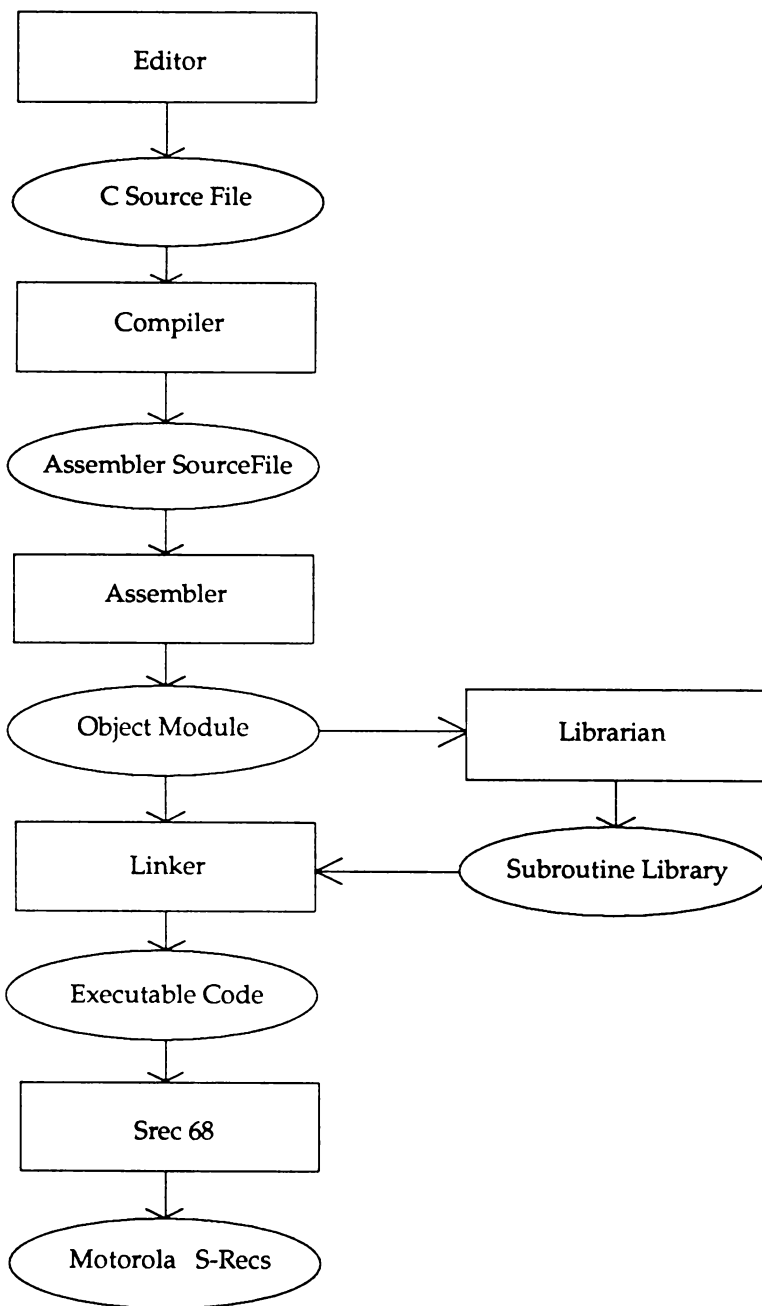 Editor
C Source File
Compiler
Assembler SourceFile
Assembler
Object Module
Librarian
Linker
Subroutine Library
Executable Code
Srec 68
Motorola S-Recs